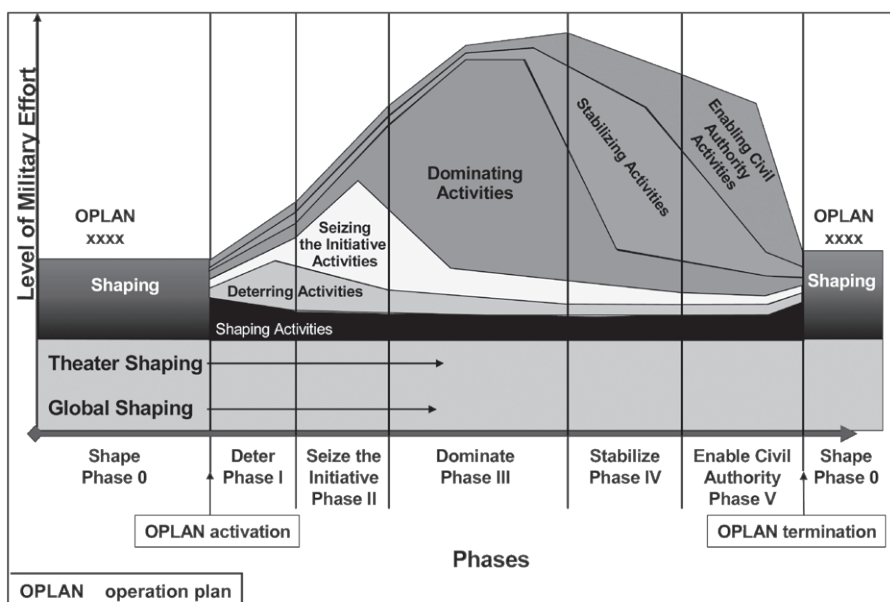 Level of Military Effort
OPLAN
xxxx
Shaping
Seizing
the Initiative
Activities
Deterring Activities
Shaping Activities
Dominating
Activities
Stabilizing Activities
Enabling Civil
Authority
Activities
OPLAN
xxxx
Shaping
Theater Shaping
Global Shaping
Shape
Phase 0
Deter
Phase I
Seize the
Initiative
Phase II
Dominate
Phase III
Stabilize
Phase IV
Enable Civil
Authority
Phase V
Shape
Phase 0
OPLAN activation
OPLAN termination
Phases
OPLAN operation plan